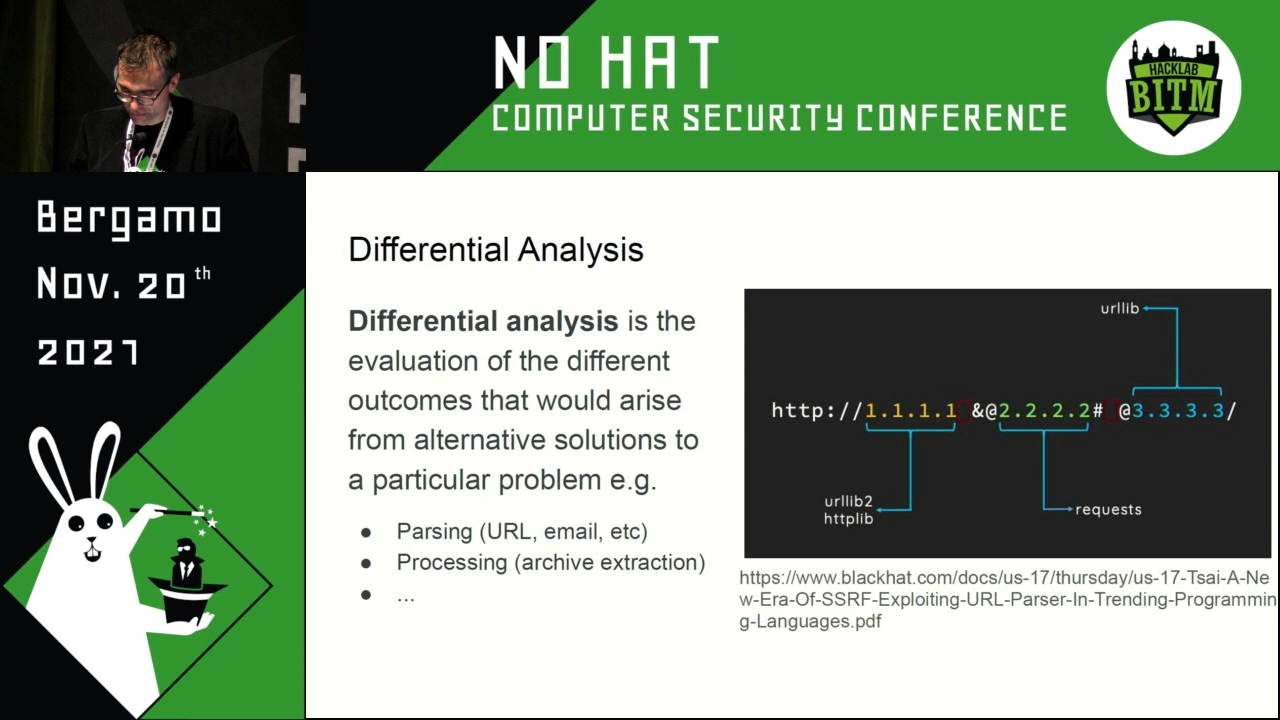 NO HAT
COMPUTER SECURITY CONFERENCE
HACKLAB
BITM
Bergamo
Nov. 20th
2021
Differential Analysis
Differential analysis is the
evaluation of the different
outcomes that would arise
from alternative solutions to
a particular problem e.g.
● Parsing (URL, email, etc)
● Processing (archive extraction)
● ...
urllib
http://1.1.1.1 &@2.2.2.2# @3.3.3.3/
urllib2
httplib
requests
https://www.blackhat.com/docs/us-17/thursday/us-17-Tsai-A-Ne
w-Era-Of-SSRF-Exploiting-URL-Parser-In-Trending-Programmin
g-Languages.pdf